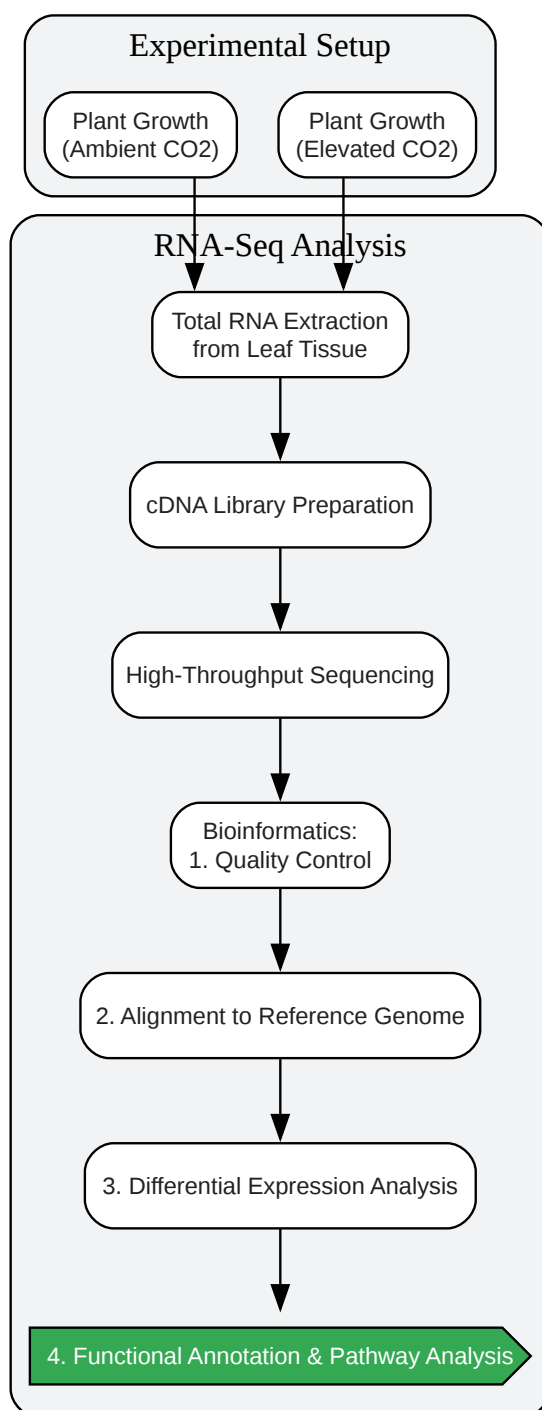 Experimental Setup
Plant Growth
(Ambient CO2)
Plant Growth
(Elevated CO2)
RNA-Seq Analysis
Total RNA Extraction
from Leaf Tissue
cDNA Library Preparation
High-Throughput Sequencing
Bioinformatics:
1. Quality Control
2. Alignment to Reference Genome
3. Differential Expression Analysis
4. Functional Annotation & Pathway Analysis